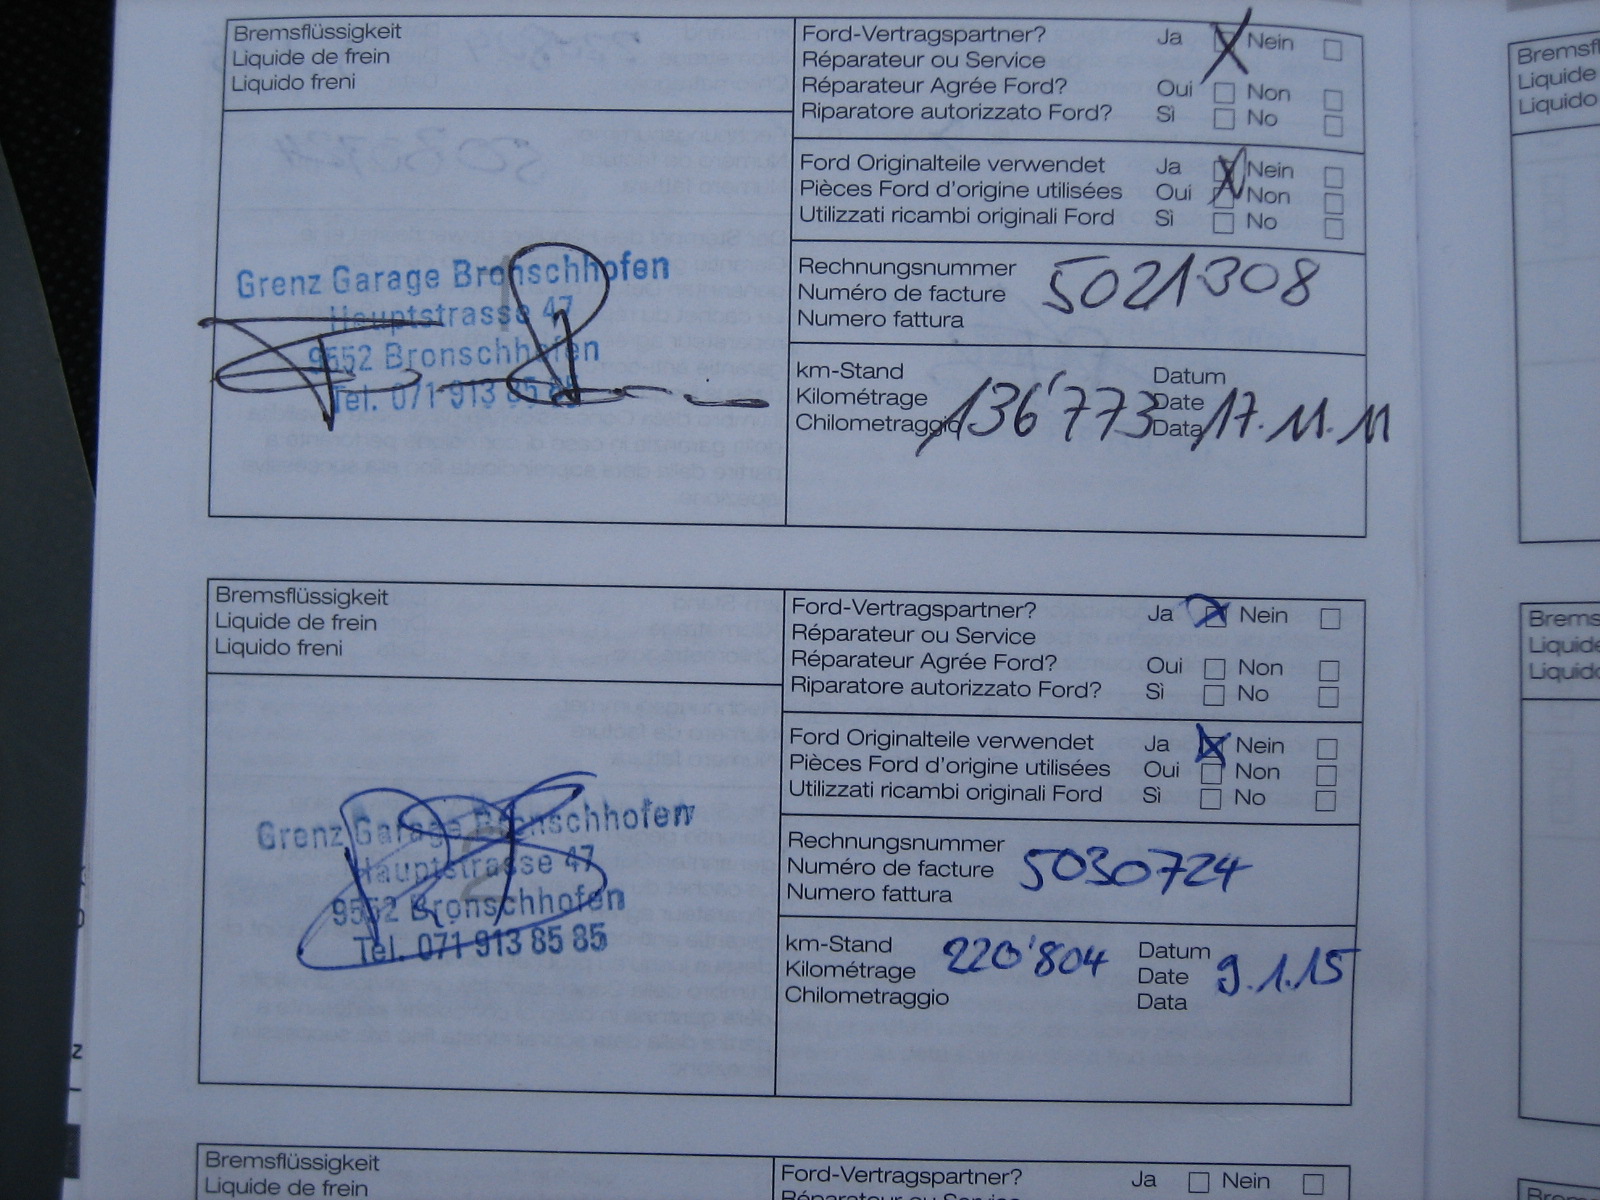 Bremsflüssigkeit
Liquide de frein
Liquido freni
Ford-Vertragspartner? Ja Nein
Réparateur ou Service
Réparateur Agrée Ford? Oui Non
Riparatore autorizzato Ford? Sì No
Ford Originalteile verwendet Ja Nein
Pièces Ford d'origine utilisées Oui Non
Utilizzati ricambi originali Ford Sì No
Grenz Garage Bronschhofen
Hauptstrasse 47
9552 Bronschhofen
Tel. 071 913 85 85
Rechnungsnummer
Numéro de facture 5021308
Numero fattura
km-Stand Datum
Kilométrage 136'773 Date 17.11.11
Chilometraggio Data
Bremsflüssigkeit
Liquide de frein
Liquido freni
Ford-Vertragspartner? Ja Nein
Réparateur ou Service
Réparateur Agrée Ford? Oui Non
Riparatore autorizzato Ford? Sì No
Ford Originalteile verwendet Ja Nein
Pièces Ford d'origine utilisées Oui Non
Utilizzati ricambi originali Ford Sì No
Grenz Garage Bronschhofen
Hauptstrasse 47
9552 Bronschhofen
Tel. 071 913 85 85
Rechnungsnummer
Numéro de facture 5030724
Numero fattura
km-Stand 220'804 Datum
Kilométrage Date 9.1.15
Chilometraggio Data
Bremsflüssigkeit
Liquide de frein
Ford-Vertragspartner? Ja Nein
Liquide
Liquido
Liquide
Liquido